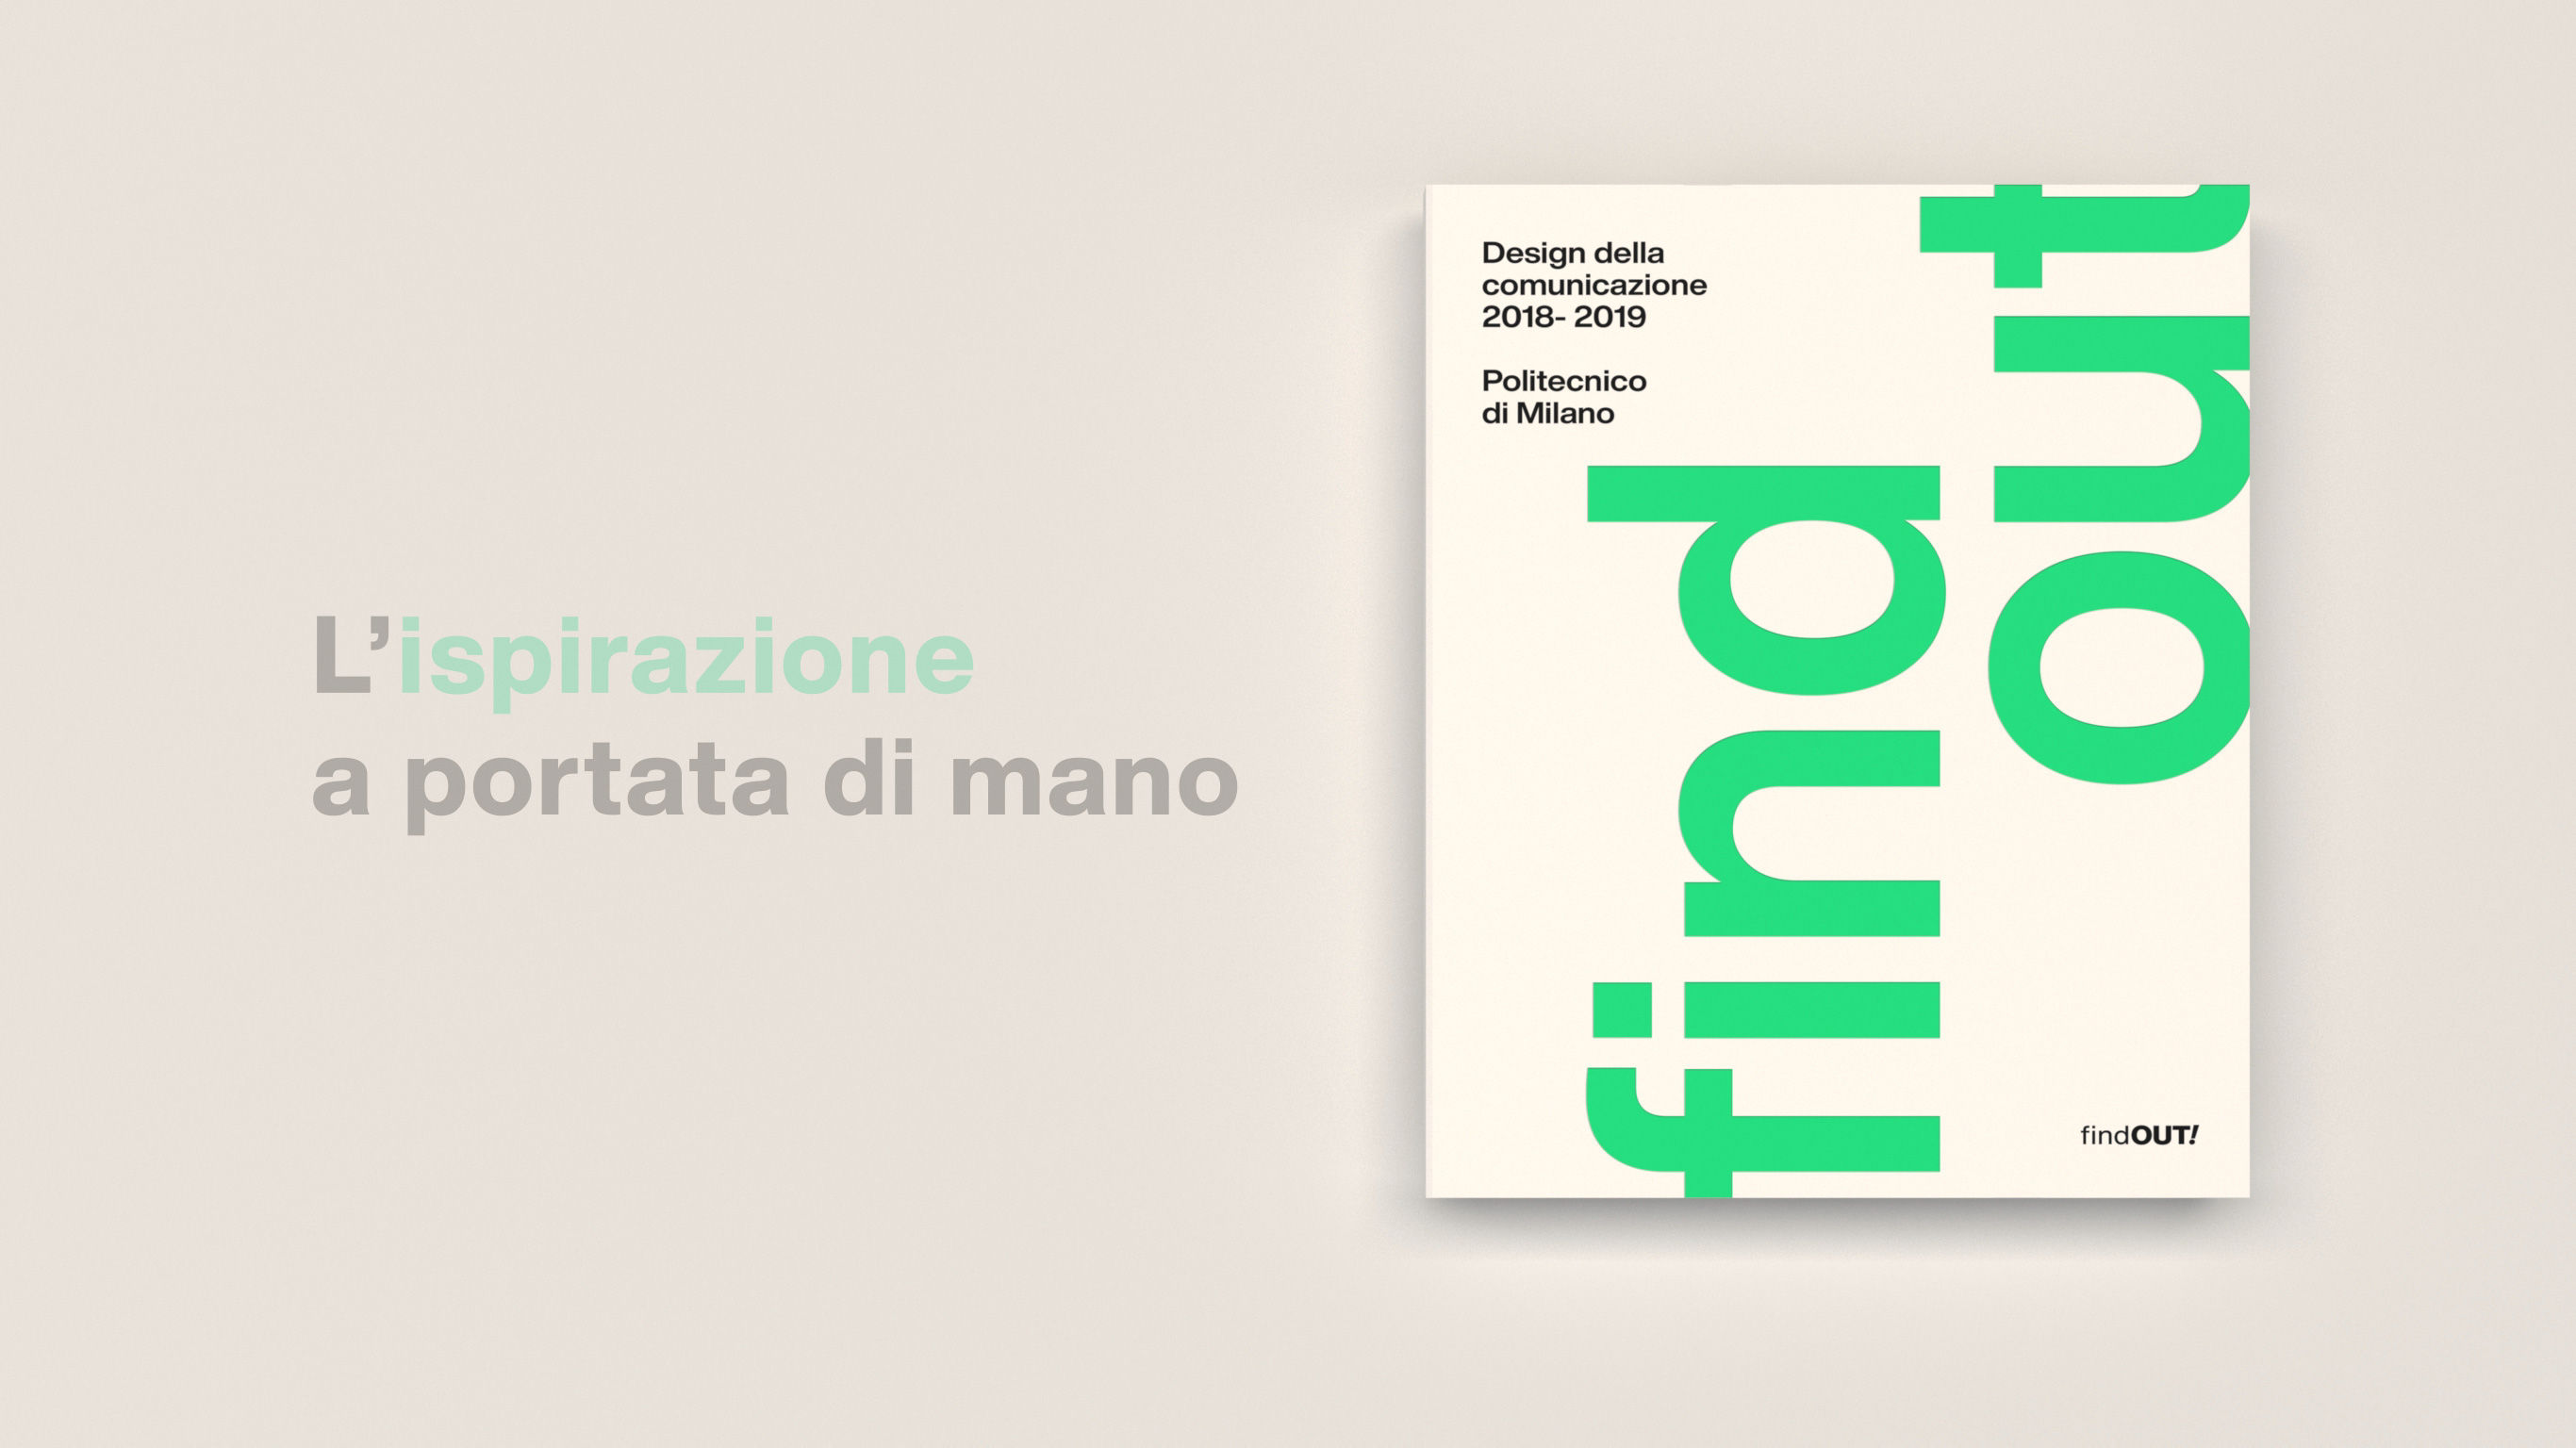 L’ispirazione
a portata di mano
Design della
comunicazione
2018- 2019
Politecnico
di Milano
find
out
findOUT!